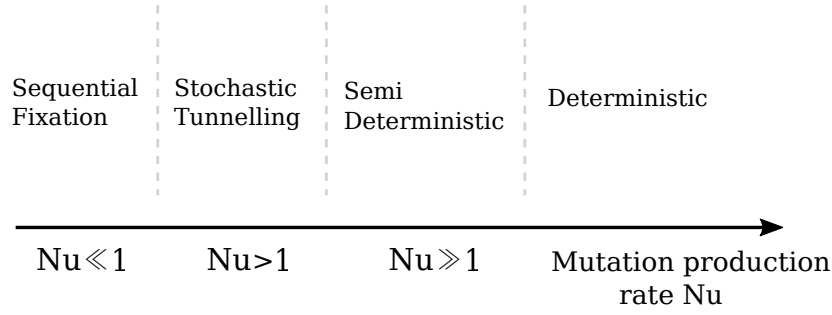 Sequential
Fixation
Stochastic
Tunnelling
Semi
Deterministic
Deterministic
Nu≪1
Nu>1
Nu≫1
Mutation production
rate Nu